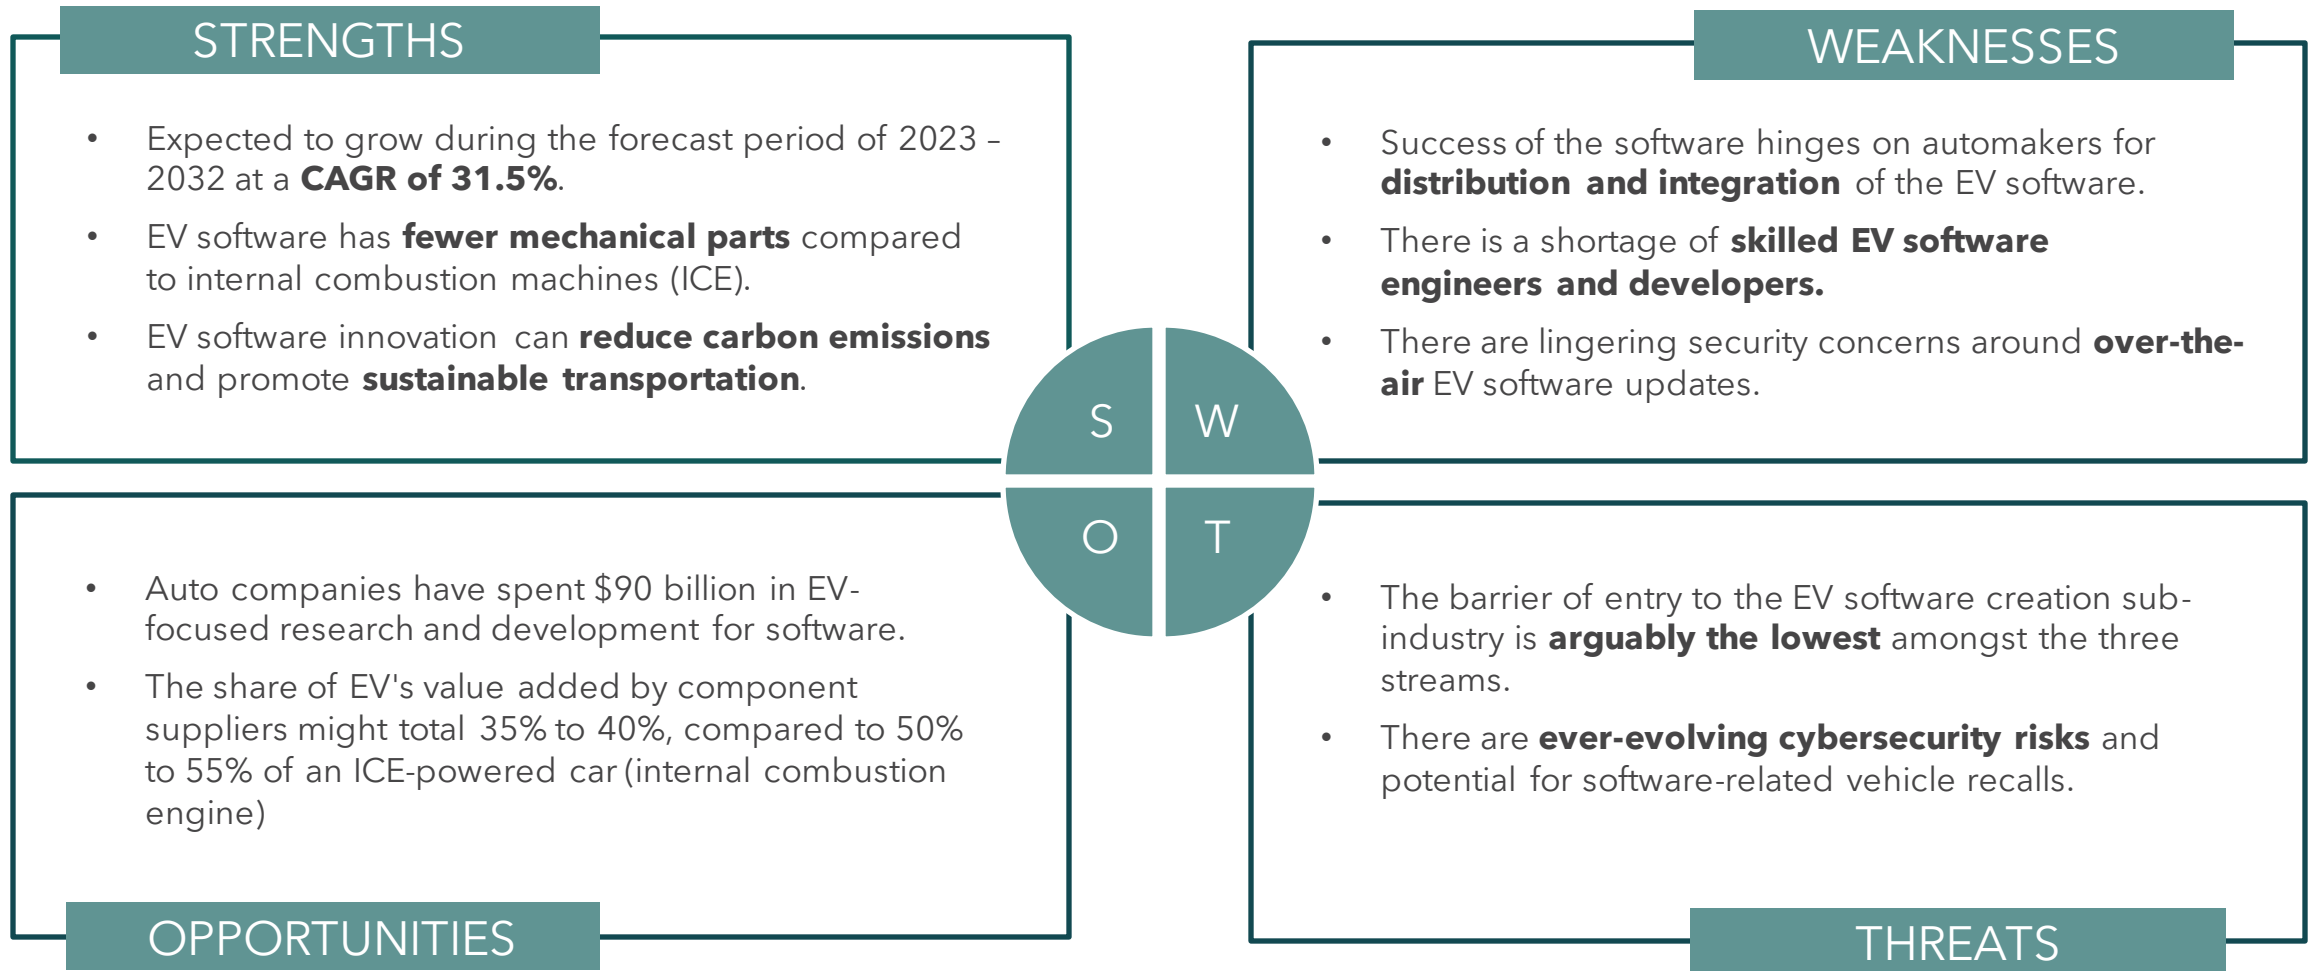 STRENGTHS
• Expected to grow during the forecast period of 2023 –
2032 at a CAGR of 31.5%.
• EV software has fewer mechanical parts compared
to internal combustion machines (ICE).
• EV software innovation can reduce carbon emissions
and promote sustainable transportation.
WEAKNESSES
• Success of the software hinges on automakers for
distribution and integration of the EV software.
• There is a shortage of skilled EV software
engineers and developers.
• There are lingering security concerns around over-the-
air EV software updates.
S
W
O
T
• Auto companies have spent $90 billion in EV-
focused research and development for software.
• The share of EV's value added by component
suppliers might total 35% to 40%, compared to 50%
to 55% of an ICE-powered car (internal combustion
engine)
OPPORTUNITIES
• The barrier of entry to the EV software creation sub-
industry is arguably the lowest amongst the three
streams.
• There are ever-evolving cybersecurity risks and
potential for software-related vehicle recalls.
THREATS